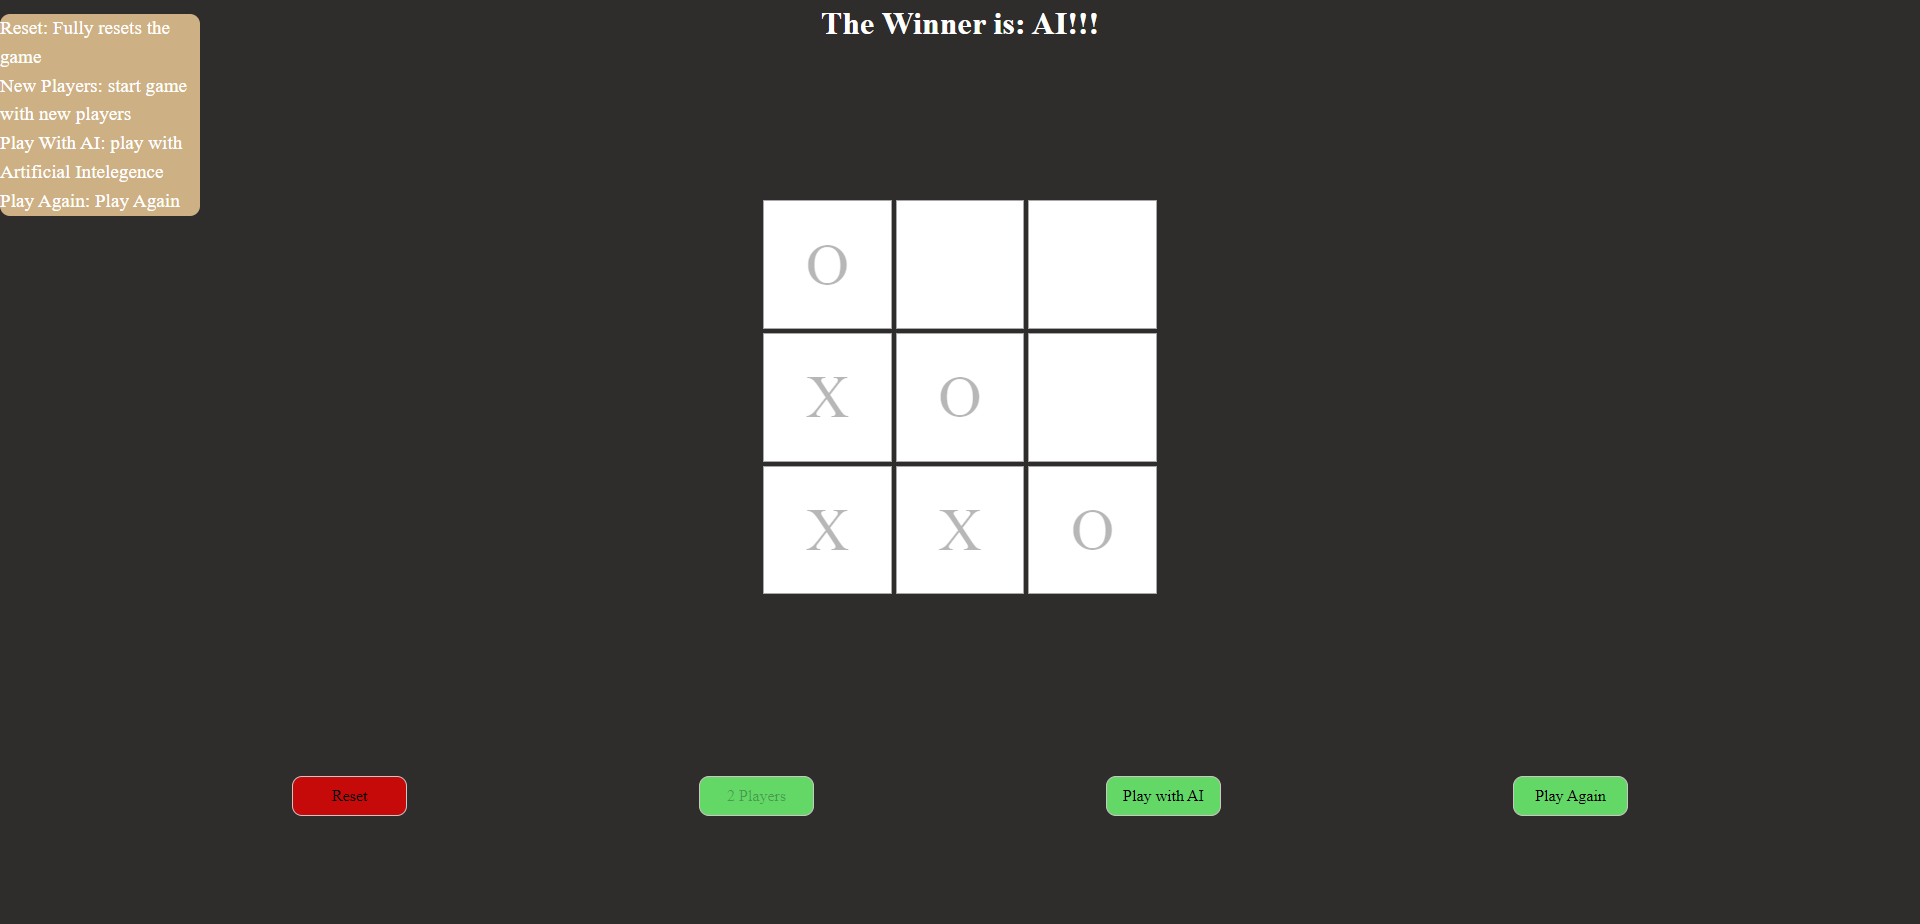 The Winner is: AI!!!
Reset: Fully resets the
game
New Players: start game
with new players
Play With AI: play with
Artificial Intelegence
Play Again: Play Again
O
X O
X X O
Reset
2 Players
Play with AI
Play Again